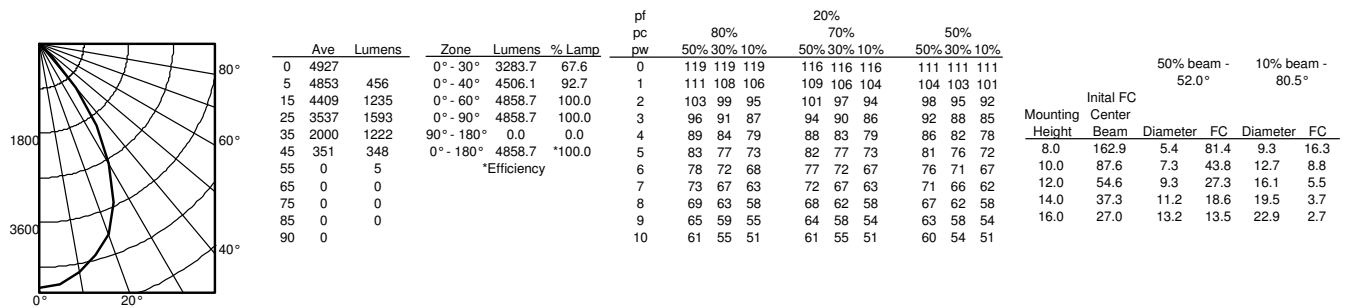 1800
3600
80°
60°
40°
0°
20°
Ave Lumens
0 4927
5 4853 456
15 4409 1235
25 3537 1593
35 2000 1222
45 351 348
55 0 5
65 0 0
75 0 0
85 0 0
90 0
Zone Lumens % Lamp
0° - 30° 3283.7 67.6
0° - 40° 4506.1 92.7
0° - 60° 4858.7 100.0
0° - 90° 4858.7 100.0
90° - 180° 0.0 0.0
0° - 180° 4858.7 *100.0
*Efficiency
pf 20%
pc 80% 70% 50%
pw 50% 30% 10% 50% 30% 10% 50% 30% 10%
0 119 119 119 116 116 116 111 111 111
1 111 108 106 109 106 104 104 103 101
2 103 99 95 101 97 94 98 95 92
3 96 91 87 94 90 86 92 88 85
4 89 84 79 88 83 79 86 82 78
5 83 77 73 82 77 73 81 76 72
6 78 72 68 77 72 67 76 71 67
7 73 67 63 72 67 63 71 66 62
8 69 63 58 68 62 58 67 62 58
9 65 59 55 64 58 54 63 58 54
10 61 55 51 61 55 51 60 54 51
50% beam - 10% beam -
52.0° 80.5°
Inital FC
Mounting Center
Height Beam Diameter FC Diameter FC
8.0 162.9 5.4 81.4 9.3 16.3
10.0 87.6 7.3 43.8 12.7 8.8
12.0 54.6 9.3 27.3 16.1 5.5
14.0 37.3 11.2 18.6 19.5 3.7
16.0 27.0 13.2 13.5 22.9 2.7